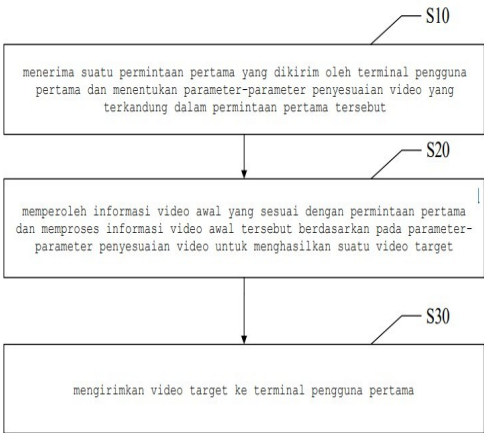 S10
menerima suatu permintaan pertama yang dikirim oleh terminal pengguna
pertama dan menentukan parameter-parameter penyesuaian video yang
terkandung dalam permintaan pertama tersebut
S20
memperoleh informasi video awal yang sesuai dengan permintaan pertama
dan memproses informasi video awal tersebut berdasarkan pada parameter-
parameter penyesuaian video untuk menghasilkan suatu video target
S30
mengirimkan video target ke terminal pengguna pertama